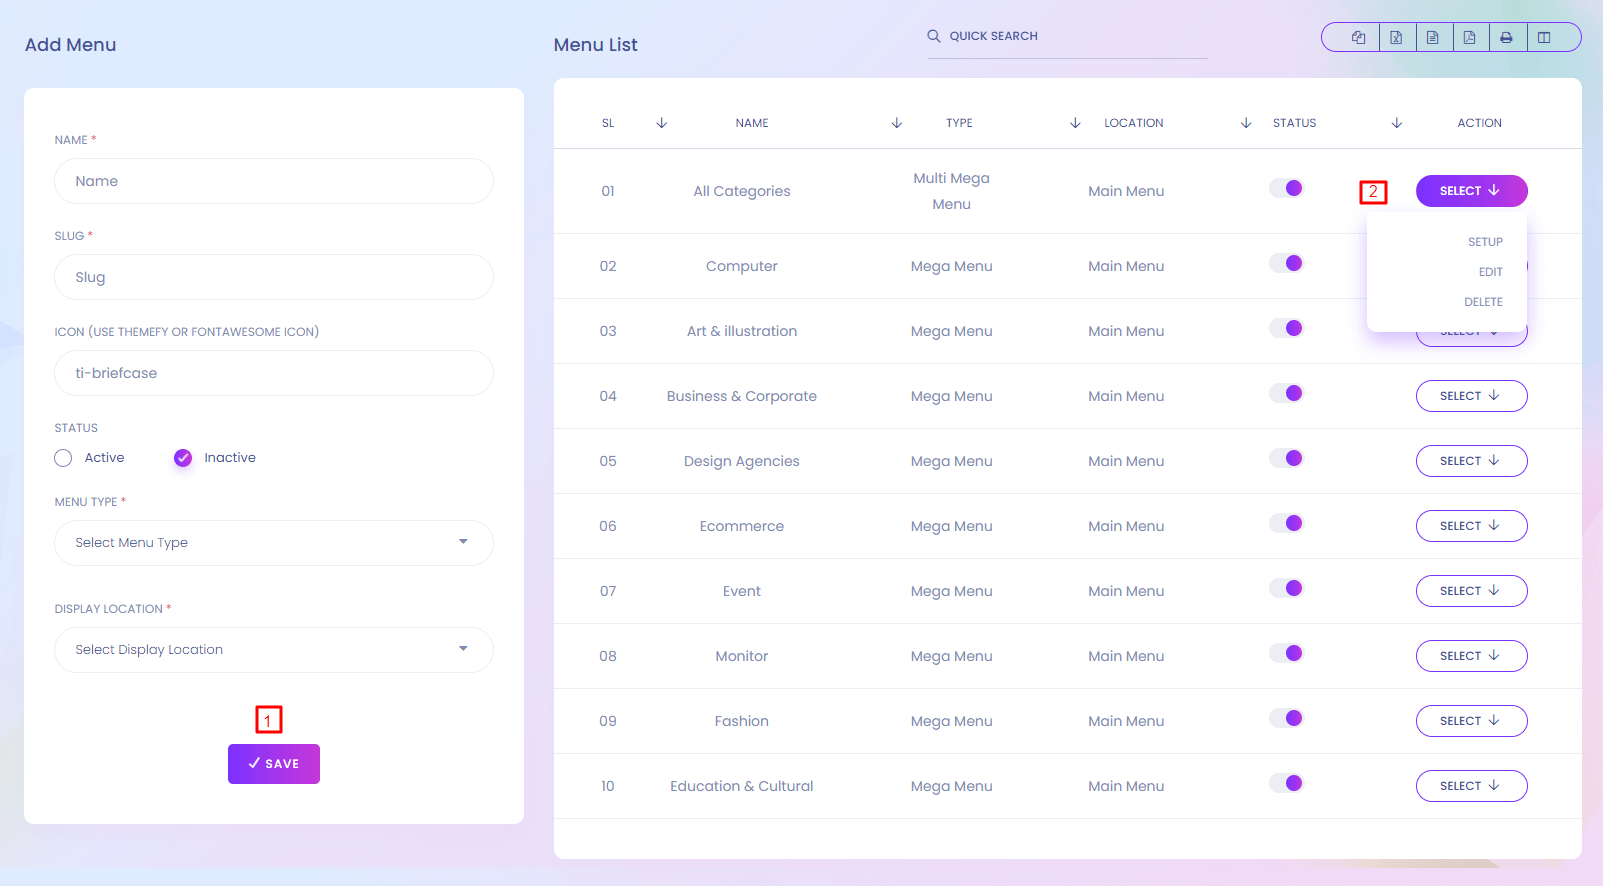 Add Menu
NAME *
Name
SLUG *
Slug
ICON (USE THEMEFY OR FONTAWESOME ICON)
ti-briefcase
STATUS
Active Inactive
MENU TYPE *
Select Menu Type
DISPLAY LOCATION *
Select Display Location
1
SAVE
Menu List
QUICK SEARCH
SL NAME TYPE LOCATION STATUS ACTION
01 All Categories Multi Mega Menu Main Menu 2 SELECT
SETUP
EDIT
DELETE
02 Computer Mega Menu Main Menu
03 Art & illustration Mega Menu Main Menu SELECT
04 Business & Corporate Mega Menu Main Menu SELECT
05 Design Agencies Mega Menu Main Menu SELECT
06 Ecommerce Mega Menu Main Menu SELECT
07 Event Mega Menu Main Menu SELECT
08 Monitor Mega Menu Main Menu SELECT
09 Fashion Mega Menu Main Menu SELECT
10 Education & Cultural Mega Menu Main Menu SELECT